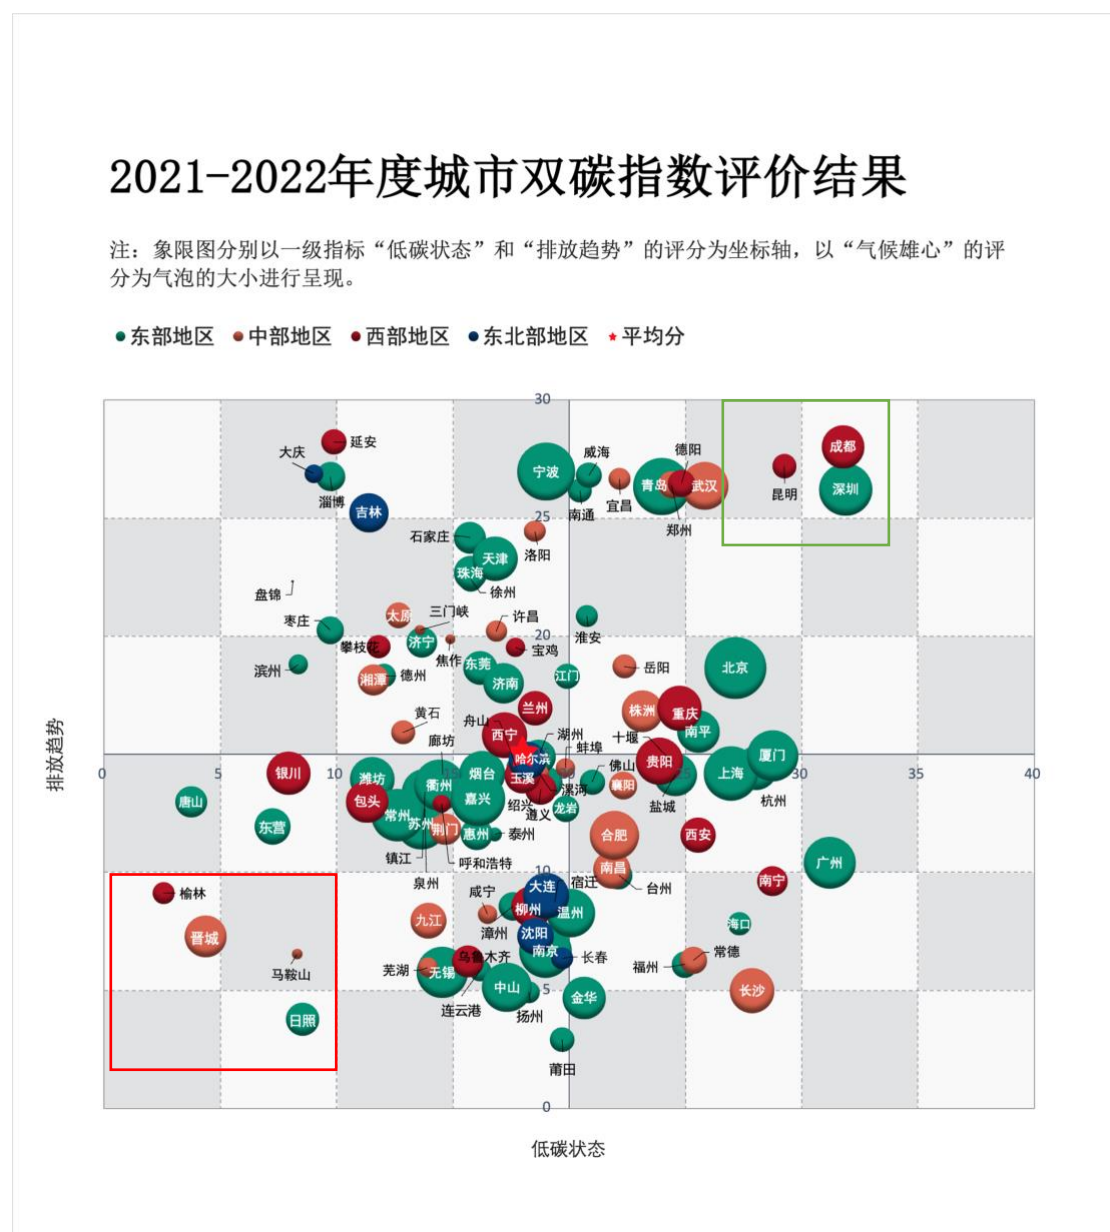 2021-2022年度城市双碳指数评价结果
注：象限图分别以一级指标“低碳状态”和“排放趋势”的评分为坐标轴，以“气候雄心”的评
分为气泡的大小进行呈现。
东部地区 中部地区 西部地区 东北部地区 平均分
30
延安
大庆
淄博
吉林
宁波
威海
南通
宜昌
青岛
德阳
武汉
郑州
成都
昆明
深圳
25
石家庄
天津
珠海
徐州
洛阳
盘锦
枣庄
太原
三门峡
许昌
淮安
20
攀枝花
济宁
焦作
宝鸡
滨州
湘潭
德州
东莞
济南
江门
岳阳
北京
兰州
株洲
重庆
南平
黄石
舟山
西宁
湖州
十堰
廊坊
哈尔滨
蚌埠
排放趋势
0 5 10 15 20 25 30 35 40
银川
潍坊
衢州
烟台
玉溪
佛山
贵阳
上海
厦门
唐山
包头
常州
苏州
嘉兴
绍兴
遵义
漯河
龙岩
襄阳
盐城
杭州
东营
荆门
惠州
泰州
合肥
西安
镇江
呼和浩特
泉州
南昌
台州
南宁
广州
10
榆林
咸宁
大连
宿迁
柳州
温州
海口
晋城
九江
漳州
沈阳
马鞍山
芜湖
无锡
乌鲁木齐
南京
长春
福州
常德
5
日照
连云港
中山
扬州
金华
长沙
莆田
0
低碳状态